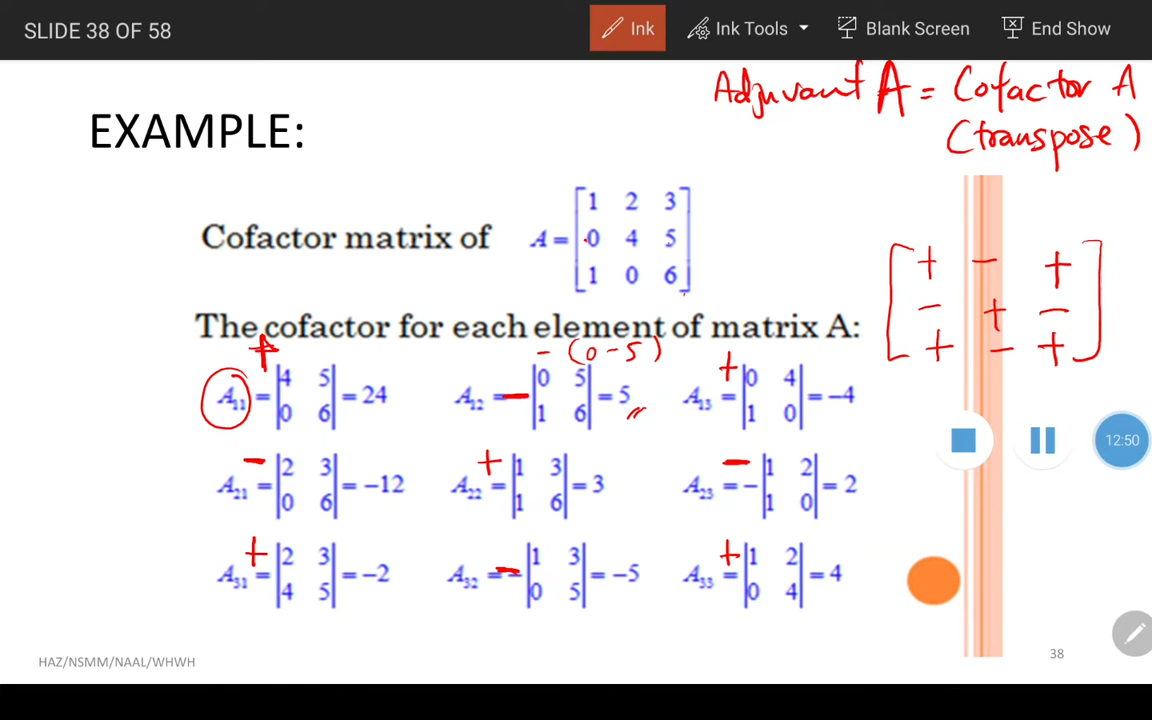 SLIDE 38 OF 58 Ink Ink Tools Blank Screen End Show
Adjuvant A = Cofactor A
(transpose)
EXAMPLE:
Cofactor matrix of A = [1 2 3
0 4 5
1 0 6]
[+ − +
− + −
+ − +]
The cofactor for each element of matrix A:
− (0 − 5)
A₁₁ = + |4 5; 0 6| = 24 A₁₂ = − |0 5; 1 6| = 5 A₁₃ = + |0 4; 1 0| = −4
A₂₁ = − |2 3; 0 6| = −12 A₂₂ = + |1 3; 1 6| = 3 A₂₃ = − |1 2; 1 0| = 2
A₃₁ = + |2 3; 4 5| = −2 A₃₂ = − |1 3; 0 5| = −5 A₃₃ = + |1 2; 0 4| = 4
12:50
HAZ/NSMM/NAAL/WHWH 38